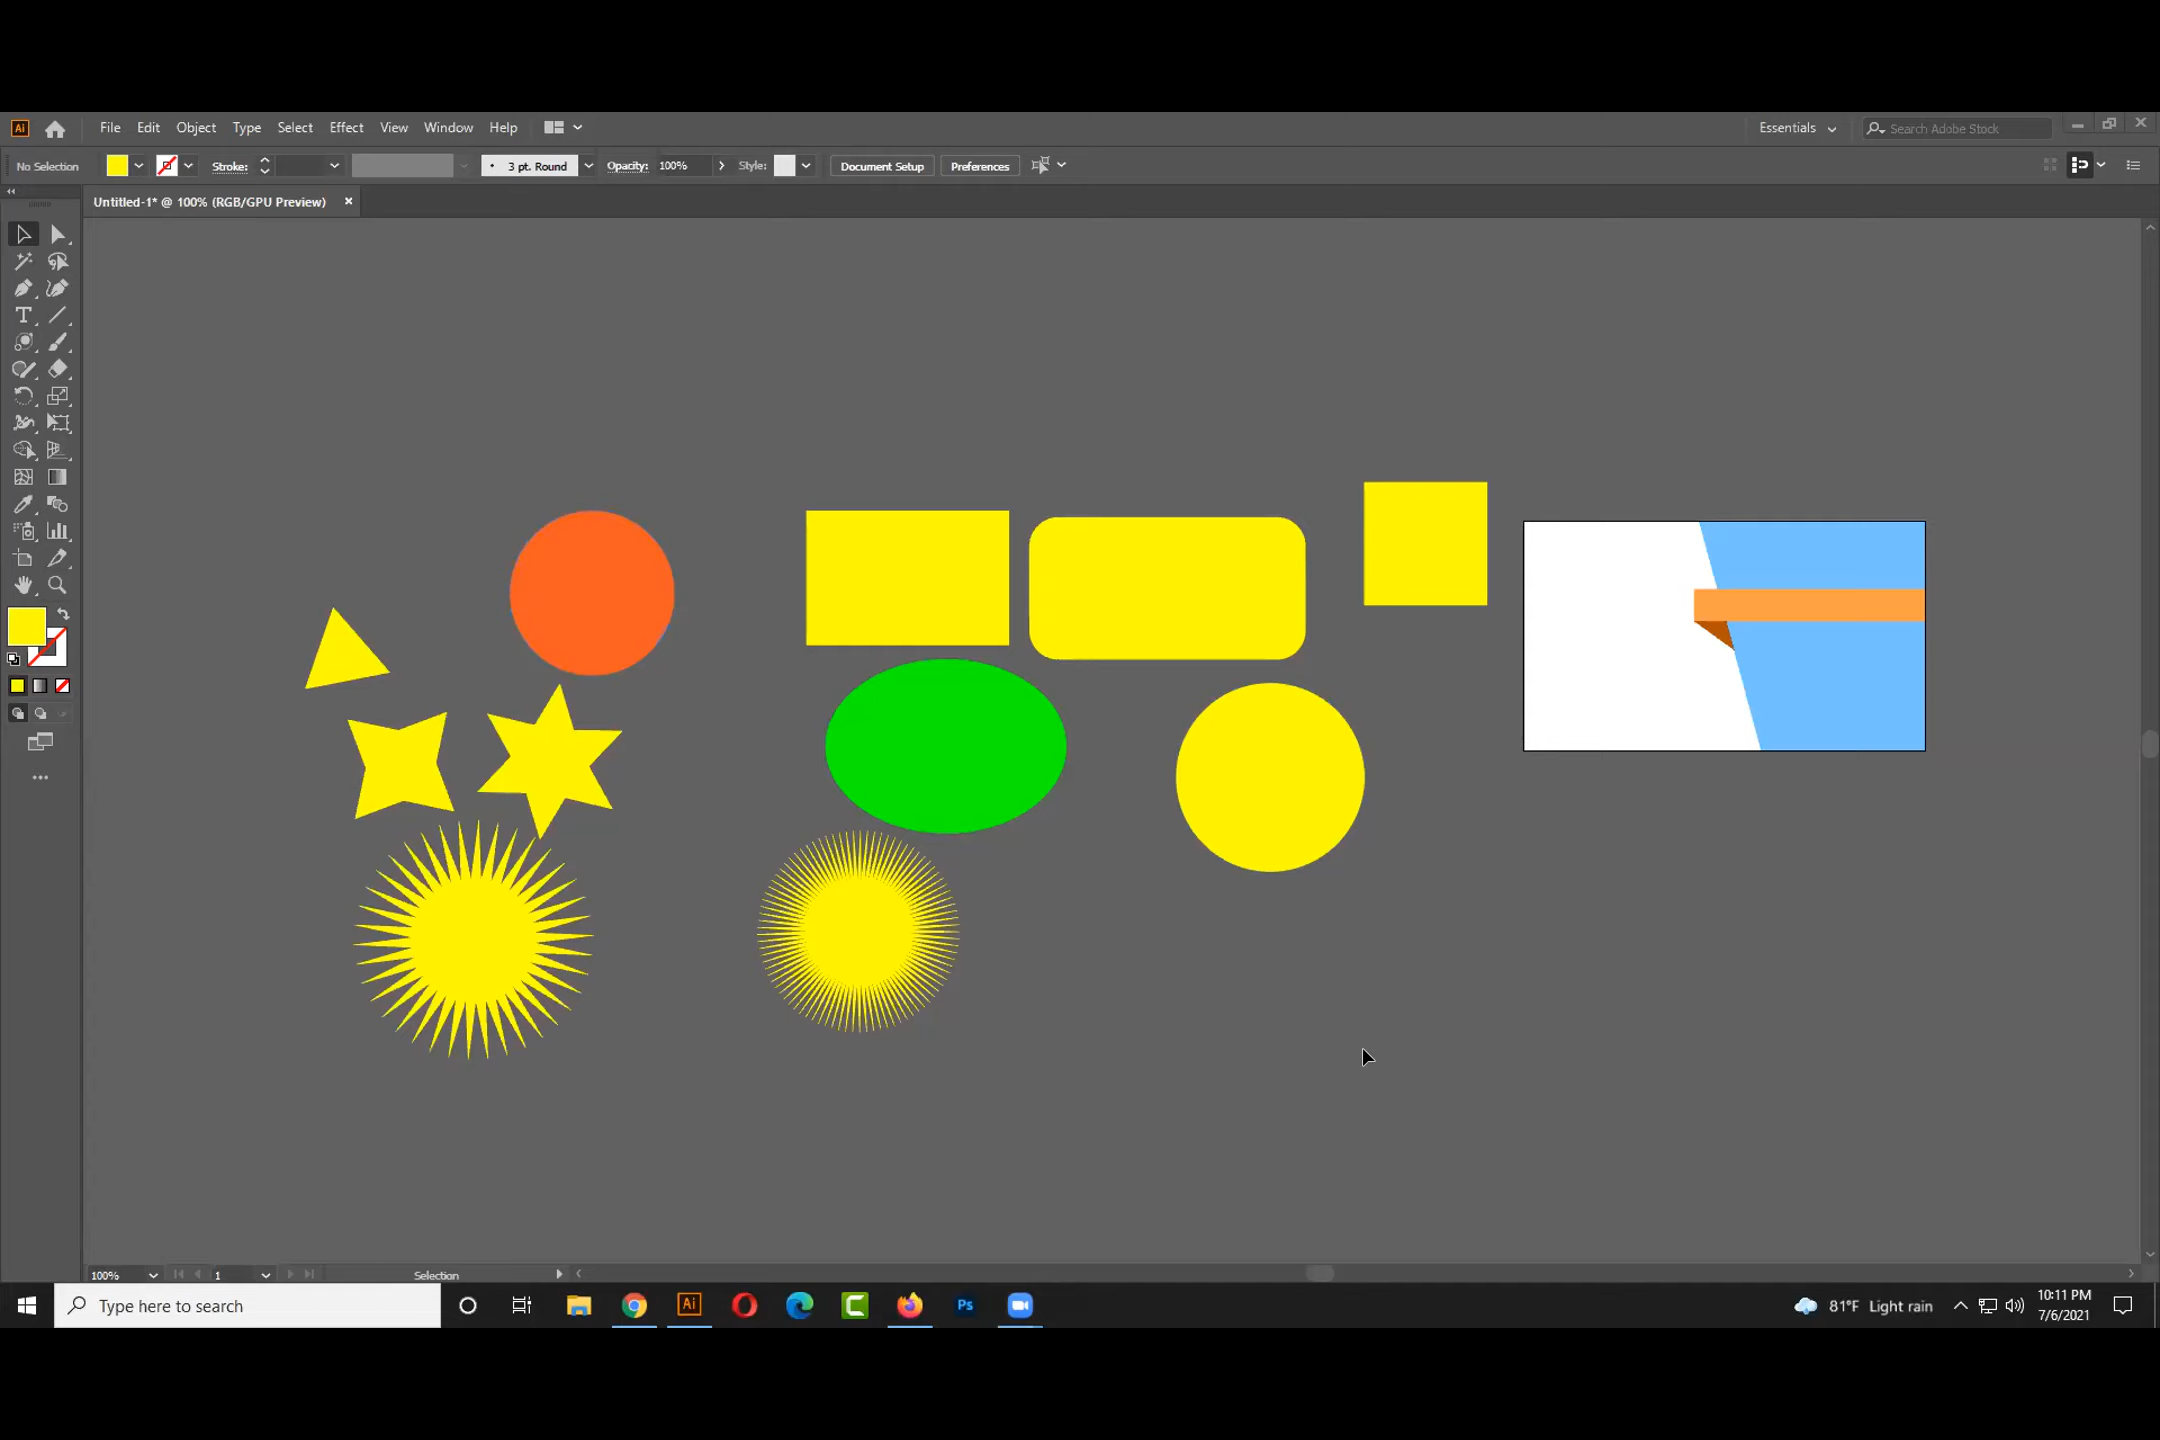 Ai File Edit Object Type Select Effect View Window Help Essentials Search Adobe Stock
No Selection Stroke: 3 pt. Round Opacity: 100% Style: Document Setup Preferences
Untitled-1* @ 100% (RGB/GPU Preview)
T
100% 1 Selection
Type here to search Ai Ps 81°F Light rain 10:11 PM
7/6/2021